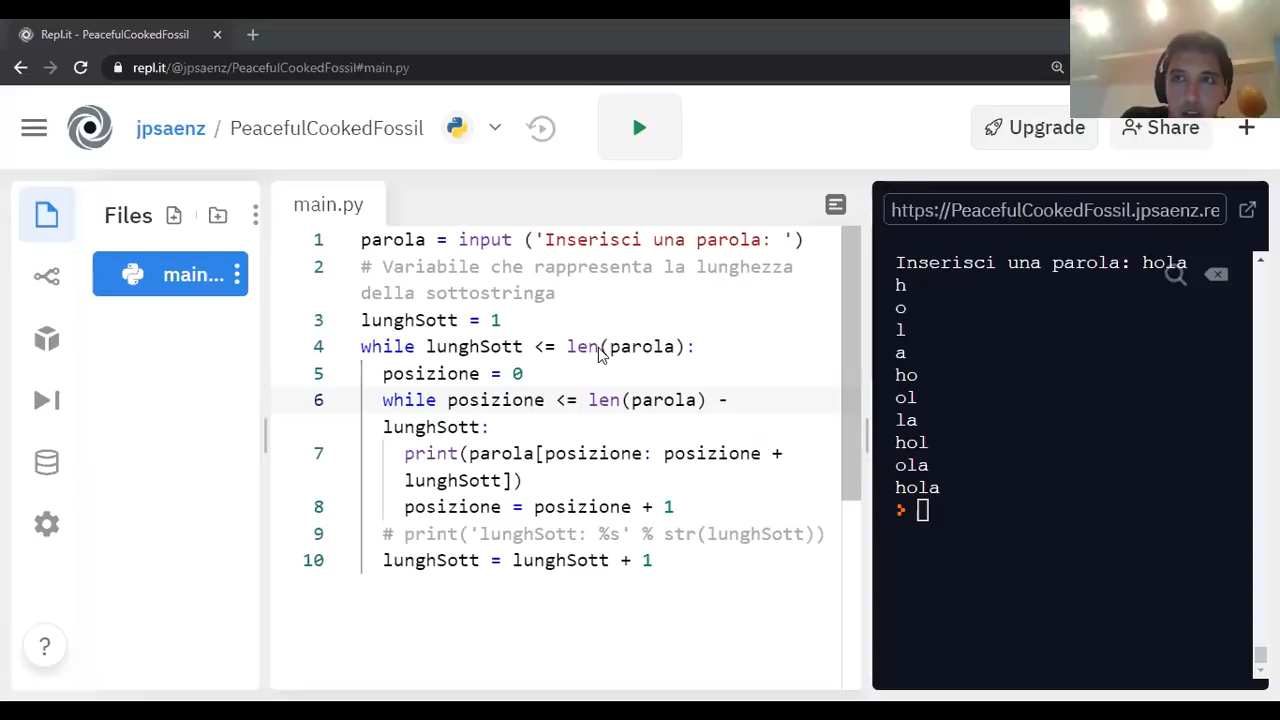 Repl.it - PeacefulCookedFossil
repl.it/@jpsaenz/PeacefulCookedFossil#main.py
jpsaenz / PeacefulCookedFossil
Upgrade
Share
Files
main...
main.py
1 parola = input ('Inserisci una parola: ')
2 # Variabile che rappresenta la lunghezza
della sottostringa
3 lunghSott = 1
4 while lunghSott <= len(parola):
5 posizione = 0
6 while posizione <= len(parola) -
lunghSott:
7 print(parola[posizione: posizione +
lunghSott])
8 posizione = posizione + 1
9 # print('lunghSott: %s' % str(lunghSott))
10 lunghSott = lunghSott + 1
?
https://PeacefulCookedFossil.jpsaenz.re
Inserisci una parola: hola
h
o
l
a
ho
ol
la
hol
ola
hola